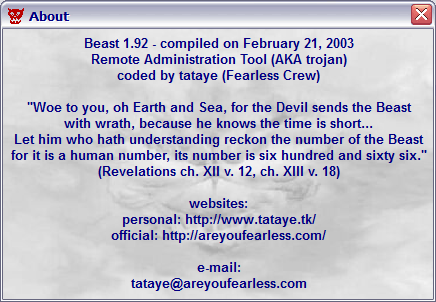 About
Beast 1.92 - compiled on February 21, 2003
Remote Administration Tool (AKA trojan)
coded by tataye (Fearless Crew)
"Woe to you, oh Earth and Sea, for the Devil sends the Beast
with wrath, because he knows the time is short...
Let him who hath understanding reckon the number of the Beast
for it is a human number, its number is six hundred and sixty six."
(Revelations ch. XII v. 12, ch. XIII v. 18)
websites:
personal: http://www.tataye.tk/
official: http://areyoufearless.com/
e-mail:
tataye@areyoufearless.com